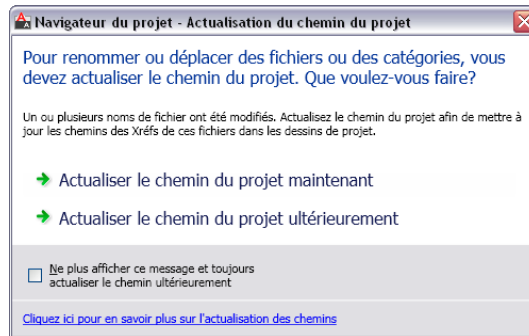 Navigateur du projet - Actualisation du chemin du projet
Pour renommer ou déplacer des fichiers ou des catégories, vous
devez actualiser le chemin du projet. Que voulez-vous faire?
Un ou plusieurs noms de fichier ont été modifiés. Actualisez le chemin du projet afin de mettre à
jour les chemins des Xréfs de ces fichiers dans les dessins de projet.
Actualiser le chemin du projet maintenant
Actualiser le chemin du projet ultérieurement
Ne plus afficher ce message et toujours
actualiser le chemin ultérieurement
Cliquez ici pour en savoir plus sur l'actualisation des chemins